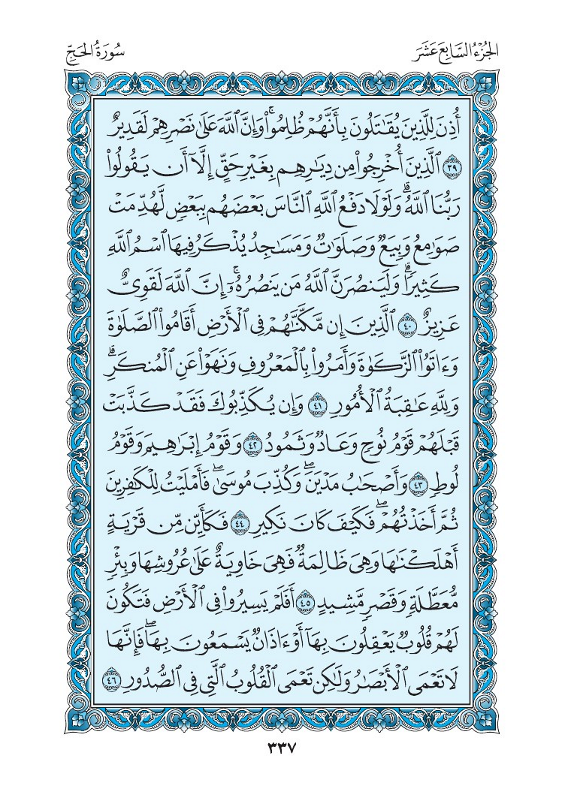 الجُزْءُ السَّابِعَ عَشَرَ
سُورَةُ الحَجِّ
أُذِنَ لِلَّذِينَ يُقَٰتَلُونَ بِأَنَّهُمْ ظُلِمُوا۟ ۚ وَإِنَّ ٱللَّهَ عَلَىٰ نَصْرِهِمْ لَقَدِيرٌ
٣٩ ٱلَّذِينَ أُخْرِجُوا۟ مِن دِيَٰرِهِم بِغَيْرِ حَقٍّ إِلَّآ أَن يَقُولُوا۟
رَبُّنَا ٱللَّهُ ۗ وَلَوْلَا دَفْعُ ٱللَّهِ ٱلنَّاسَ بَعْضَهُم بِبَعْضٍ لَّهُدِّمَتْ
صَوَٰمِعُ وَبِيَعٌ وَصَلَوَٰتٌ وَمَسَٰجِدُ يُذْكَرُ فِيهَا ٱسْمُ ٱللَّهِ
كَثِيرًا ۗ وَلَيَنصُرَنَّ ٱللَّهُ مَن يَنصُرُهُۥٓ ۗ إِنَّ ٱللَّهَ لَقَوِىٌّ
عَزِيزٌ ٤٠ ٱلَّذِينَ إِن مَّكَّنَّٰهُمْ فِى ٱلْأَرْضِ أَقَامُوا۟ ٱلصَّلَوٰةَ
وَءَاتَوُا۟ ٱلزَّكَوٰةَ وَأَمَرُوا۟ بِٱلْمَعْرُوفِ وَنَهَوْا۟ عَنِ ٱلْمُنكَرِ ۗ
وَلِلَّهِ عَٰقِبَةُ ٱلْأُمُورِ ٤١ وَإِن يُكَذِّبُوكَ فَقَدْ كَذَّبَتْ
قَبْلَهُمْ قَوْمُ نُوحٍ وَعَادٌ وَثَمُودُ ٤٢ وَقَوْمُ إِبْرَٰهِيمَ وَقَوْمُ
لُوطٍ ٤٣ وَأَصْحَٰبُ مَدْيَنَ ۖ وَكُذِّبَ مُوسَىٰ ۖ فَأَمْلَيْتُ لِلْكَٰفِرِينَ
ثُمَّ أَخَذْتُهُمْ ۖ فَكَيْفَ كَانَ نَكِيرِ ٤٤ فَكَأَيِّن مِّن قَرْيَةٍ
أَهْلَكْنَٰهَا وَهِىَ ظَالِمَةٌ فَهِىَ خَاوِيَةٌ عَلَىٰ عُرُوشِهَا وَبِئْرٍ
مُّعَطَّلَةٍ وَقَصْرٍ مَّشِيدٍ ٤٥ أَفَلَمْ يَسِيرُوا۟ فِى ٱلْأَرْضِ فَتَكُونَ
لَهُمْ قُلُوبٌ يَعْقِلُونَ بِهَآ أَوْ ءَاذَانٌ يَسْمَعُونَ بِهَا ۖ فَإِنَّهَا
لَا تَعْمَى ٱلْأَبْصَٰرُ وَلَٰكِن تَعْمَى ٱلْقُلُوبُ ٱلَّتِى فِى ٱلصُّدُورِ ٤٦
٣٣٧